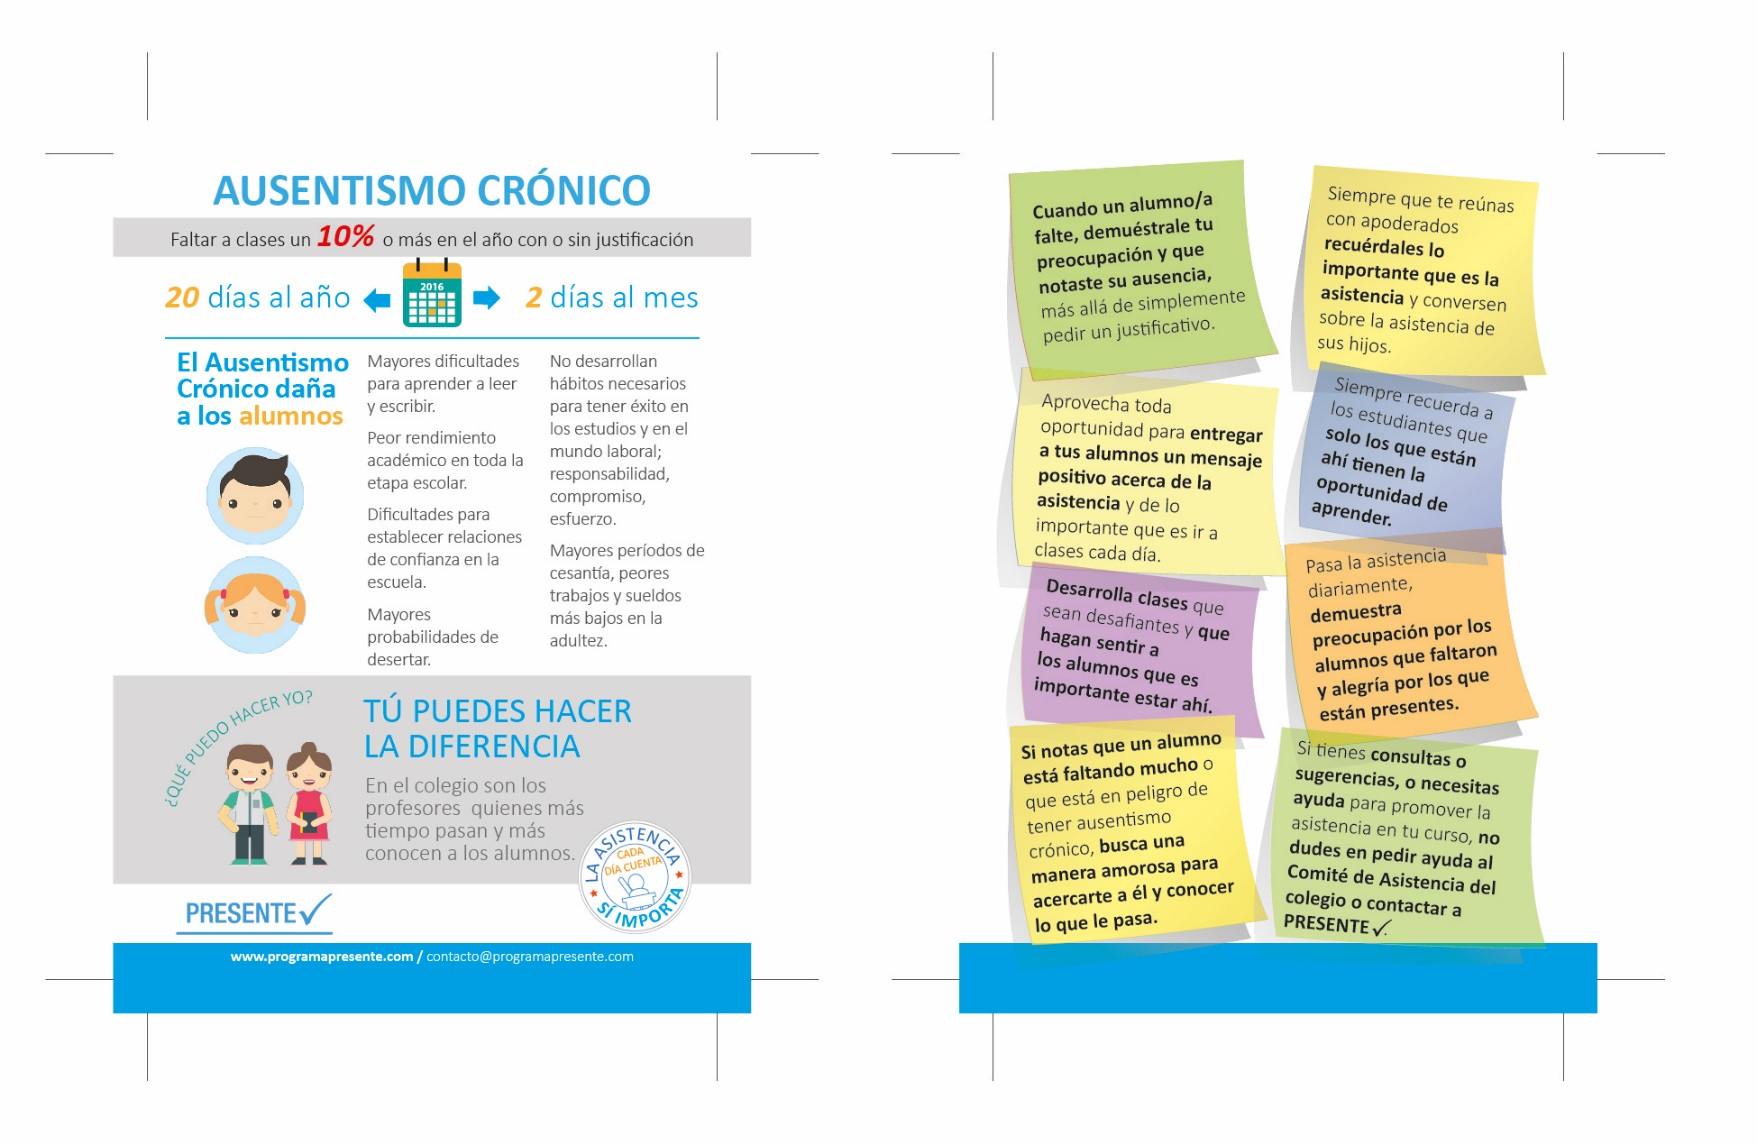 AUSENTISMO CRÓNICO
Faltar a clases un 10% o más en el año con o sin justificación
20 días al año
2016
2 días al mes
El Ausentismo
Crónico daña
a los alumnos
Mayores dificultades
para aprender a leer
y escribir.
Peor rendimiento
académico en toda la
etapa escolar.
Dificultades para
establecer relaciones
de confianza en la
escuela.
Mayores
probabilidades de
desertar.
No desarrollan
hábitos necesarios
para tener éxito en
los estudios y en el
mundo laboral;
responsabilidad,
compromiso,
esfuerzo.
Mayores períodos de
cesantía, peores
trabajos y sueldos
más bajos en la
adultez.
¿QUÉ PUEDO HACER YO?
TÚ PUEDES HACER
LA DIFERENCIA
En el colegio son los
profesores quienes más
tiempo pasan y más
conocen a los alumnos.
LA ASISTENCIA
CADA
DÍA CUENTA
SÍ IMPORTA
PRESENTE✓
www.programapresente.com / contacto@programapresente.com
Cuando un alumno/a
falte, demuéstrale tu
preocupación y que
notaste su ausencia,
más allá de simplemente
pedir un justificativo.
Aprovecha toda
oportunidad para entregar
a tus alumnos un mensaje
positivo acerca de la
asistencia y de lo
importante que es ir a
clases cada día.
Desarrolla clases que
sean desafiantes y que
hagan sentir a
los alumnos que es
importante estar ahí.
Si notas que un alumno
está faltando mucho o
que está en peligro de
tener ausentismo
crónico, busca una
manera amorosa para
acercarte a él y conocer
lo que le pasa.
Siempre que te reúnas
con apoderados
recuérdales lo
importante que es la
asistencia y conversen
sobre la asistencia de
sus hijos.
Siempre recuerda a
los estudiantes que
solo los que están
ahí tienen la
oportunidad de
aprender.
Pasa la asistencia
diariamente,
demuestra
preocupación por los
alumnos que faltaron
y alegría por los que
están presentes.
Si tienes consultas o
sugerencias, o necesitas
ayuda para promover la
asistencia en tu curso, no
dudes en pedir ayuda al
Comité de Asistencia del
colegio o contactar a
PRESENTE✓.